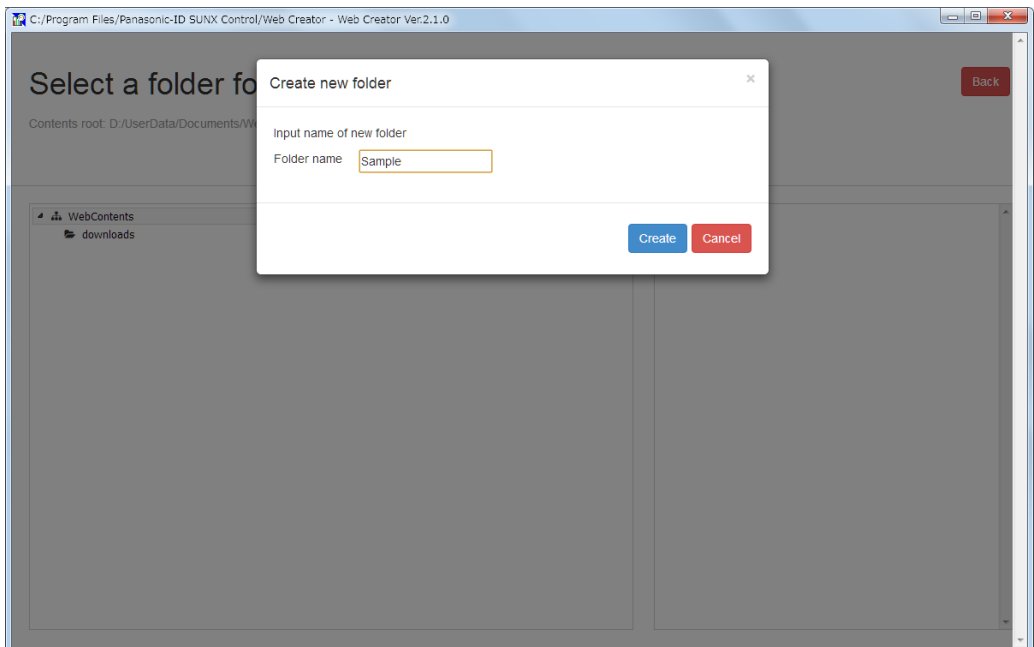 C:/Program Files/Panasonic-ID SUNX Control/Web Creator - Web Creator Ver.2.1.0
Select a folder fo
Back
Contents root: D:/UserData/Documents/We
Create new folder
×
Input name of new folder
Folder name Sample
Create Cancel
WebContents
downloads